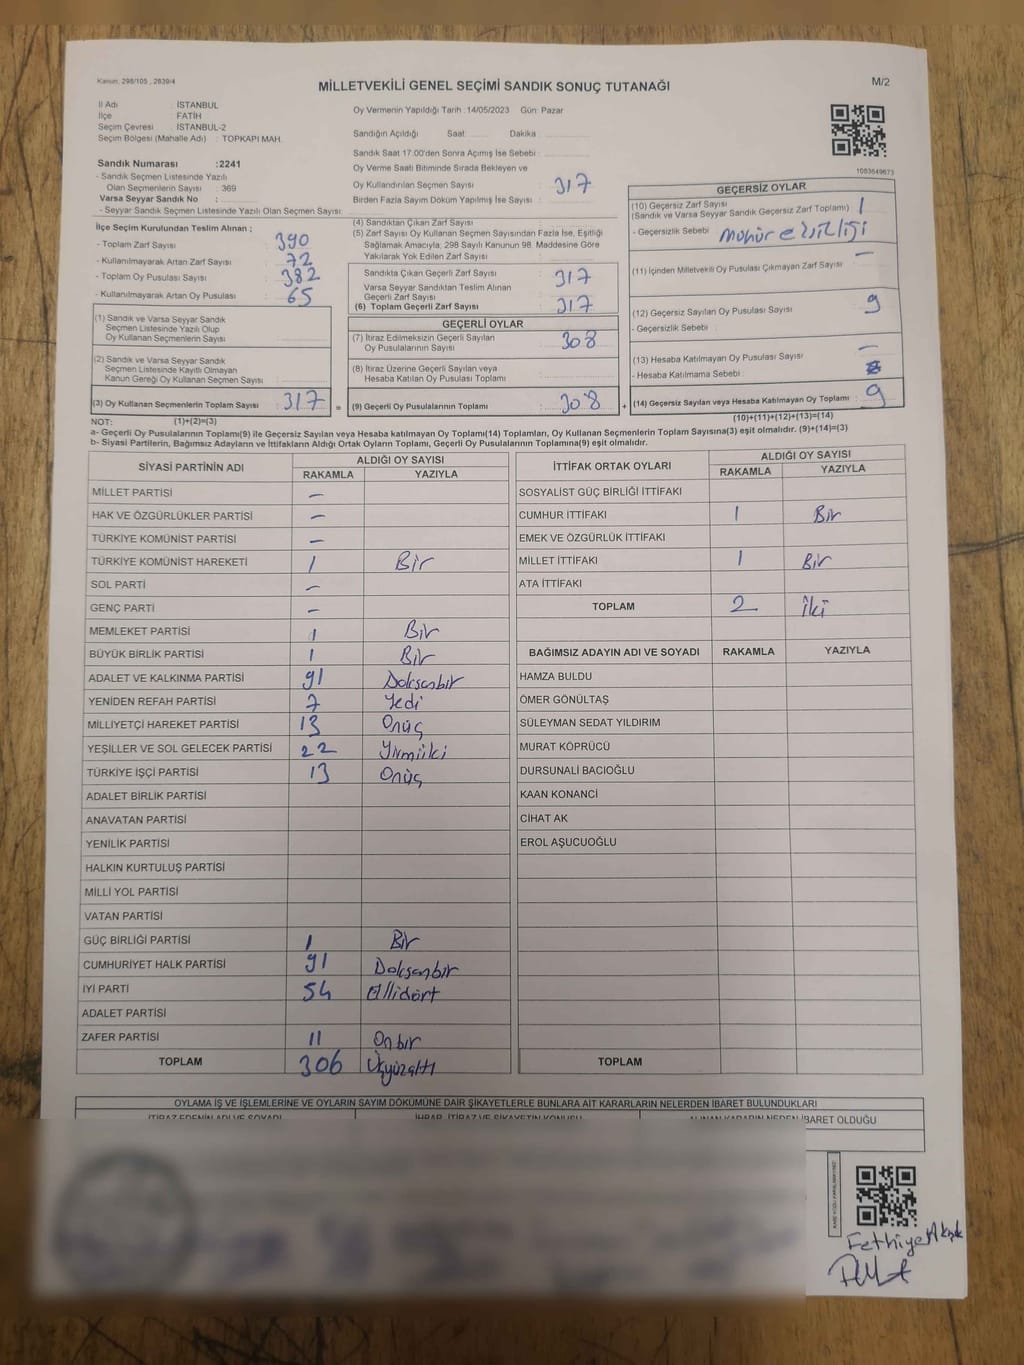 Kanun: 298/105 , 2839/4
MİLLETVEKİLİ GENEL SEÇİMİ SANDIK SONUÇ TUTANAĞI
M/2
İl Adı : İSTANBUL
İlçe : FATİH
Seçim Çevresi : İSTANBUL-2
Seçim Bölgesi (Mahalle Adı) : TOPKAPI MAH.
Sandık Numarası :2241
- Sandık Seçmen Listesinde Yazılı
Olan Seçmenlerin Sayısı : 369
Varsa Seyyar Sandık No :
- Seyyar Sandık Seçmen Listesinde Yazılı Olan Seçmen Sayısı:
Oy Vermenin Yapıldığı Tarih :14/05/2023 Gün: Pazar
Sandığın Açıldığı Saat: Dakika :
Sandık Saat 17.00'den Sonra Açımış İse Sebebi :
Oy Verme Saati Bitiminde Sırada Bekleyen ve
Oy Kullandırılan Seçmen Sayısı : 317
Birden Fazla Sayım Döküm Yapılmış İse Sayısı :
1083649673
İlçe Seçim Kurulundan Teslim Alınan ;
- Toplam Zarf Sayısı : 390
- Kullanılmayarak Artan Zarf Sayısı : 72
- Toplam Oy Pusulası Sayısı : 382
- Kullanılmayarak Artan Oy Pusulası : 65
(1) Sandık ve Varsa Seyyar Sandık
Seçmen Listesinde Yazılı Olup
Oy Kullanan Seçmenlerin Sayısı :
(2) Sandık ve Varsa Seyyar Sandık
Seçmen Listesinde Kayıtlı Olmayan
Kanun Gereği Oy Kullanan Seçmen Sayısı :
(3) Oy Kullanan Seçmenlerin Toplam Sayısı : 317 =
(4) Sandıktan Çıkan Zarf Sayısı :
(5) Zarf Sayısı Oy Kullanan Seçmen Sayısından Fazla İse, Eşitliği
Sağlamak Amacıyla; 298 Sayılı Kanunun 98. Maddesine Göre
Yakılarak Yok Edilen Zarf Sayısı :
Sandıkta Çıkan Geçerli Zarf Sayısı : 317
Varsa Seyyar Sandıktan Teslim Alınan
Geçerli Zarf Sayısı :
(6) Toplam Geçerli Zarf Sayısı : 317
GEÇERLİ OYLAR
(7) İtiraz Edilmeksizin Geçerli Sayılan
Oy Pusulalarının Sayısı : 308
(8) İtiraz Üzerine Geçerli Sayılan veya
Hesaba Katılan Oy Pusulası Toplamı :
(9) Geçerli Oy Pusulalarının Toplamı : 308 +
GEÇERSİZ OYLAR
(10) Geçersiz Zarf Sayısı
(Sandık ve Varsa Seyyar Sandık Geçersiz Zarf Toplamı) : 1
- Geçersizlik Sebebi : mühür eksikliği
(11) İçinden Milletvekili Oy Pusulası Çıkmayan Zarf Sayısı : —
(12) Geçersiz Sayılan Oy Pusulası Sayısı : 9
- Geçersizlik Sebebi :
(13) Hesaba Katılmayan Oy Pusulası Sayısı : —
- Hesaba Katılmama Sebebi :
(14) Geçersiz Sayılan veya Hesaba Katılmayan Oy Toplamı : 9
NOT: (1)+(2)=(3)
(10)+(11)+(12)+(13)=(14)
a- Geçerli Oy Pusulalarının Toplamı(9) ile Geçersiz Sayılan veya Hesaba katılmayan Oy Toplamı(14) Toplamları, Oy Kullanan Seçmenlerin Toplam Sayısına(3) eşit olmalıdır. (9)+(14)=(3)
b- Siyasi Partilerin, Bağımsız Adayların ve İttifakların Aldığı Ortak Oyların Toplamı, Geçerli Oy Pusulalarının Toplamına(9) eşit olmalıdır.
SİYASİ PARTİNİN ADI ALDIĞI OY SAYISI
RAKAMLA YAZIYLA
MİLLET PARTİSİ —
HAK VE ÖZGÜRLÜKLER PARTİSİ —
TÜRKİYE KOMÜNİST PARTİSİ —
TÜRKİYE KOMÜNİST HAREKETİ 1 Bir
SOL PARTİ —
GENÇ PARTİ —
MEMLEKET PARTİSİ 1 Bir
BÜYÜK BİRLİK PARTİSİ 1 Bir
ADALET VE KALKINMA PARTİSİ 91 Doksanbir
YENİDEN REFAH PARTİSİ 7 Yedi
MİLLİYETÇİ HAREKET PARTİSİ 13 Onüç
YEŞİLLER VE SOL GELECEK PARTİSİ 22 Yirmiiki
TÜRKİYE İŞÇİ PARTİSİ 13 Onüç
ADALET BİRLİK PARTİSİ
ANAVATAN PARTİSİ
YENİLİK PARTİSİ
HALKIN KURTULUŞ PARTİSİ
MİLLİ YOL PARTİSİ
VATAN PARTİSİ
GÜÇ BİRLİĞİ PARTİSİ 1 Bir
CUMHURİYET HALK PARTİSİ 91 Doksanbir
İYİ PARTİ 54 Ellidört
ADALET PARTİSİ
ZAFER PARTİSİ 11 Onbir
TOPLAM 306 Üçyüzaltı
İTTİFAK ORTAK OYLARI ALDIĞI OY SAYISI
RAKAMLA YAZIYLA
SOSYALİST GÜÇ BİRLİĞİ İTTİFAKI
CUMHUR İTTİFAKI 1 Bir
EMEK VE ÖZGÜRLÜK İTTİFAKI
MİLLET İTTİFAKI 1 Bir
ATA İTTİFAKI
TOPLAM 2 İki
BAĞIMSIZ ADAYIN ADI VE SOYADI RAKAMLA YAZIYLA
HAMZA BULDU
ÖMER GÖNÜLTAŞ
SÜLEYMAN SEDAT YILDIRIM
MURAT KÖPRÜCÜ
DURSUNALİ BACIOĞLU
KAAN KONANCİ
CİHAT AK
EROL AŞUCUOĞLU
TOPLAM
OYLAMA İŞ VE İŞLEMLERİNE VE OYLARIN SAYIM DÖKÜMÜNE DAİR ŞİKAYETLERLE BUNLARA AİT KARARLARIN NELERDEN İBARET BULUNDUKLARI
İTİRAZ EDENİN ADI VE SOYADI İHBAR, İTİRAZ VE ŞİKAYETİN KONUSU ALINAN KARARIN NEDEN İBARET OLDUĞU
Fethiye